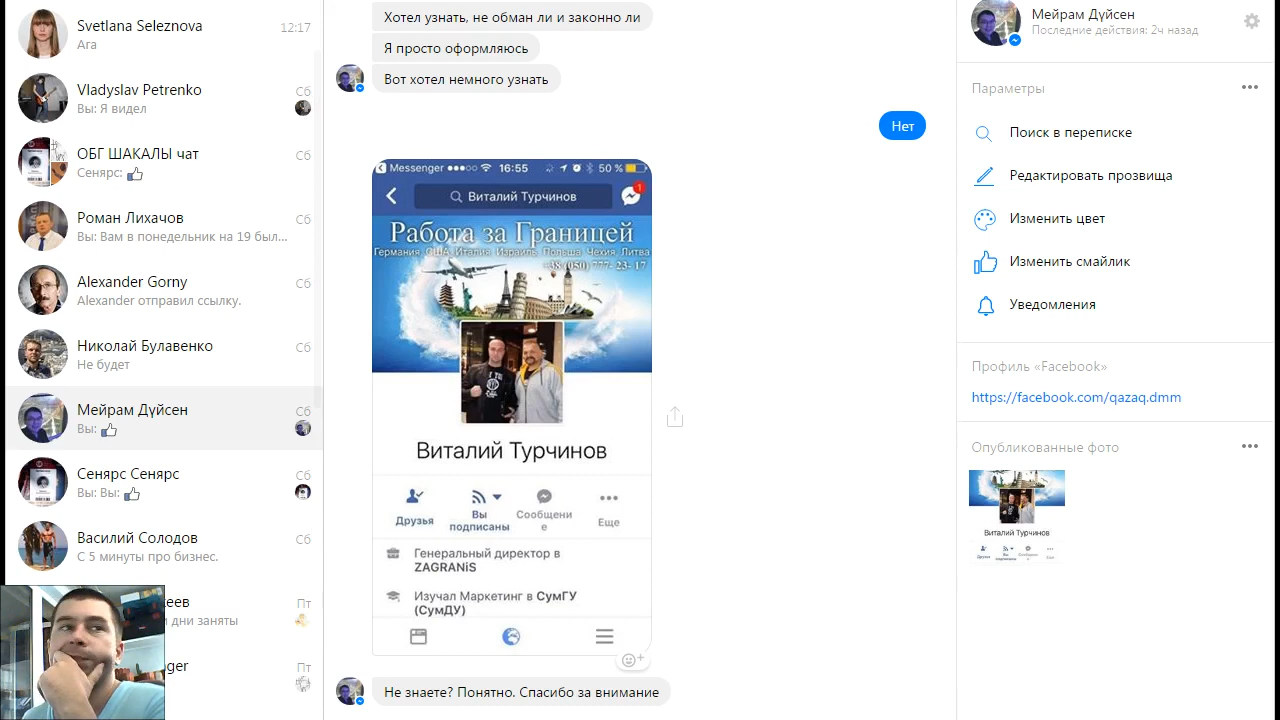 Svetlana Seleznova
12:17
Ага
Vladyslav Petrenko
Сб
Вы: Я видел
ОБГ ШАКАЛЫ чат
Сб
Сенярс:
Роман Лихачов
Сб
Вы: Вам в понедельник на 19 был...
Alexander Gorny
Сб
Alexander отправил ссылку.
Николай Булавенко
Сб
Не будет
Мейрам Дүйсен
Сб
Вы:
Сенярс Сенярс
Сб
Вы: Вы:
Василий Солодов
Сб
С 5 минуты про бизнес.
Пт
дни заняты
Пт
Хотел узнать, не обман ли и законно ли
Я просто оформляюсь
Вот хотел немного узнать
Нет
Messenger
16:55
50 %
Виталий Турчинов
1
Работа за Границей
Германия, США, Италия, Израиль, Польша, Чехия, Литва
+38 (050) 777- 23- 17
Виталий Турчинов
Друзья
Вы
подписаны
Сообщени
е
Еще
Генеральный директор в
ZAGRANiS
Изучал Маркетинг в СумГУ
(СумДУ)
Не знаете? Понятно. Спасибо за внимание
Мейрам Дүйсен
Последние действия: 2ч назад
Параметры
Поиск в переписке
Редактировать прозвища
Изменить цвет
Изменить смайлик
Уведомления
Профиль «Facebook»
https://facebook.com/qazaq.dmm
Опубликованные фото
Виталий Турчинов